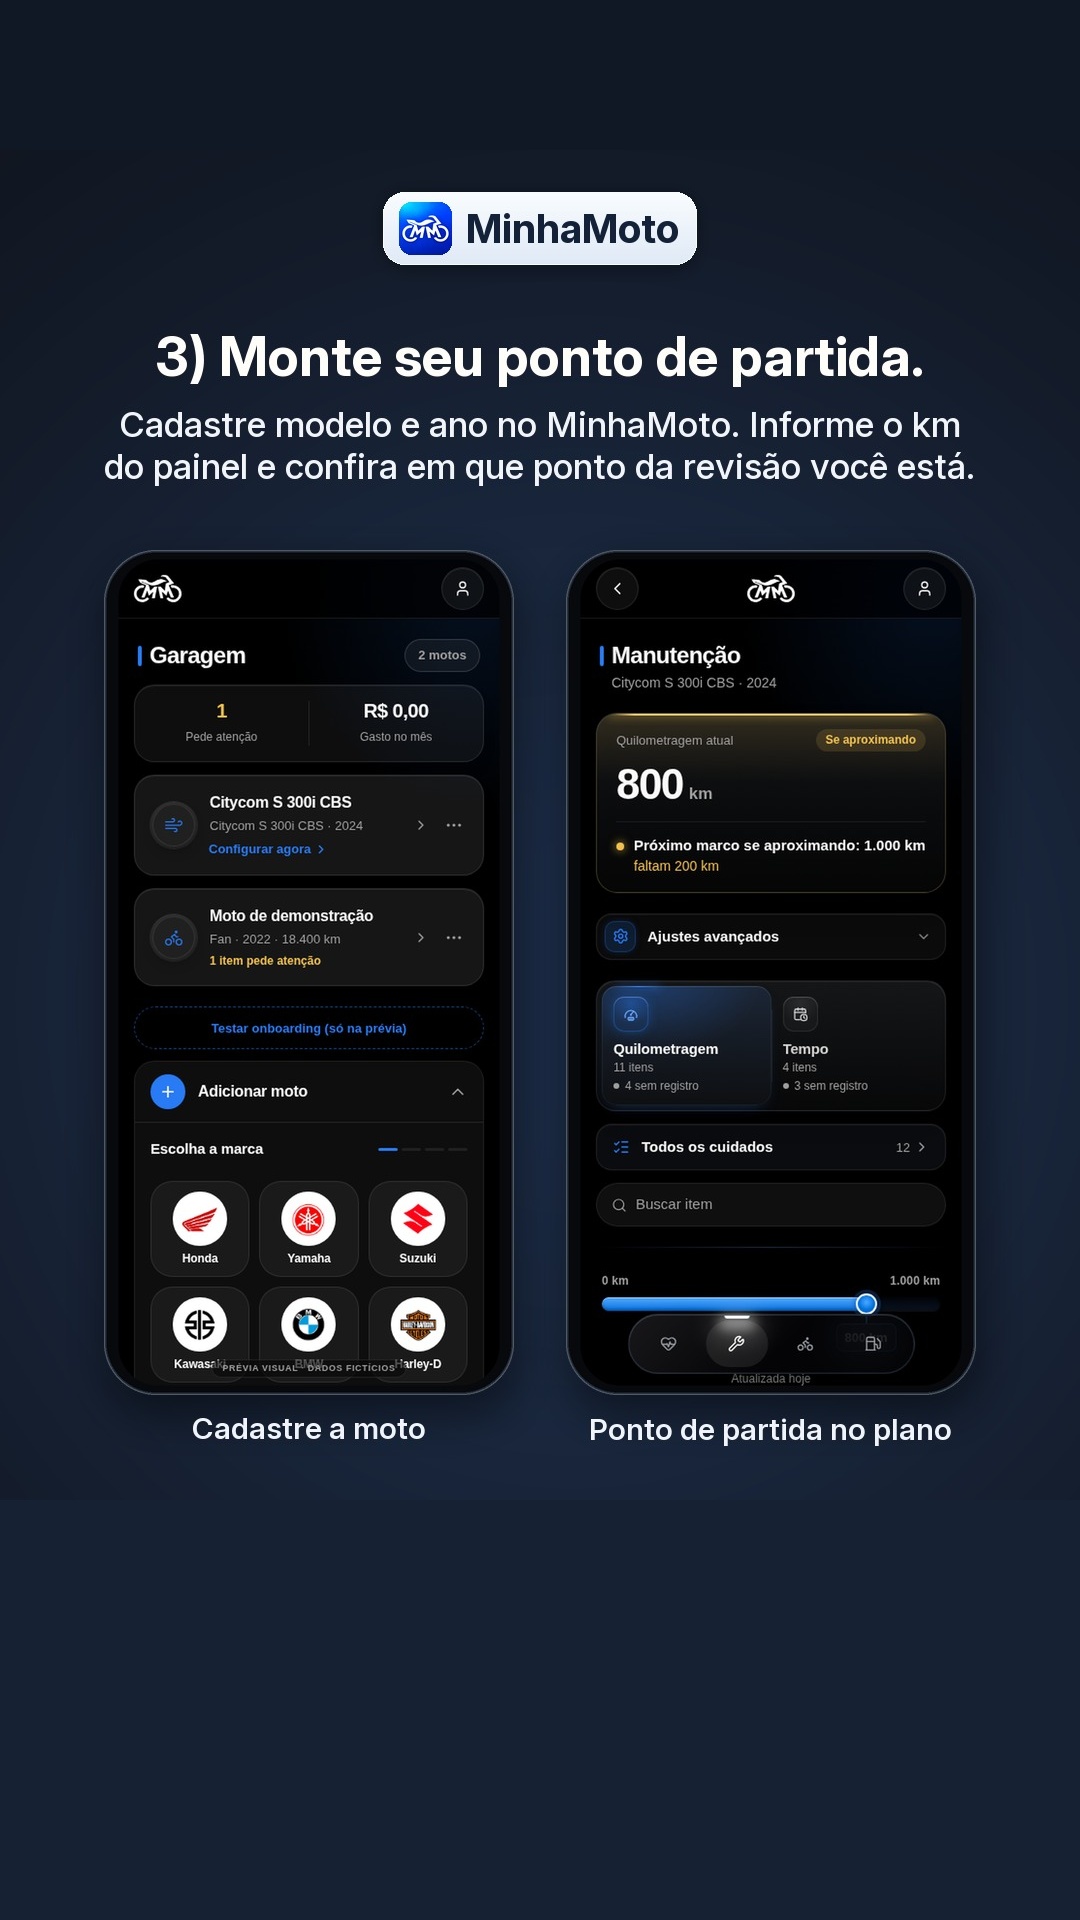 MinhaMoto
3) Monte seu ponto de partida.
Cadastre modelo e ano no MinhaMoto. Informe o km
do painel e confira em que ponto da revisão você está.
Garagem
2 motos
1
Pede atenção
R$ 0,00
Gasto no mês
Citycom S 300i CBS
Citycom S 300i CBS · 2024
Configurar agora
Moto de demonstração
Fan · 2022 · 18.400 km
1 item pede atenção
Testar onboarding (só na prévia)
Adicionar moto
Escolha a marca
Honda
Yamaha
Suzuki
Kawasaki
BMW
Harley-D
PRÉVIA VISUAL · DADOS FICTÍCIOS
Cadastre a moto
Manutenção
Citycom S 300i CBS · 2024
Quilometragem atual
Se aproximando
800 km
Próximo marco se aproximando: 1.000 km
faltam 200 km
Ajustes avançados
Quilometragem
11 itens
4 sem registro
Tempo
4 itens
3 sem registro
Todos os cuidados
12
Buscar item
0 km
1.000 km
800 km
Atualizada hoje
Ponto de partida no plano